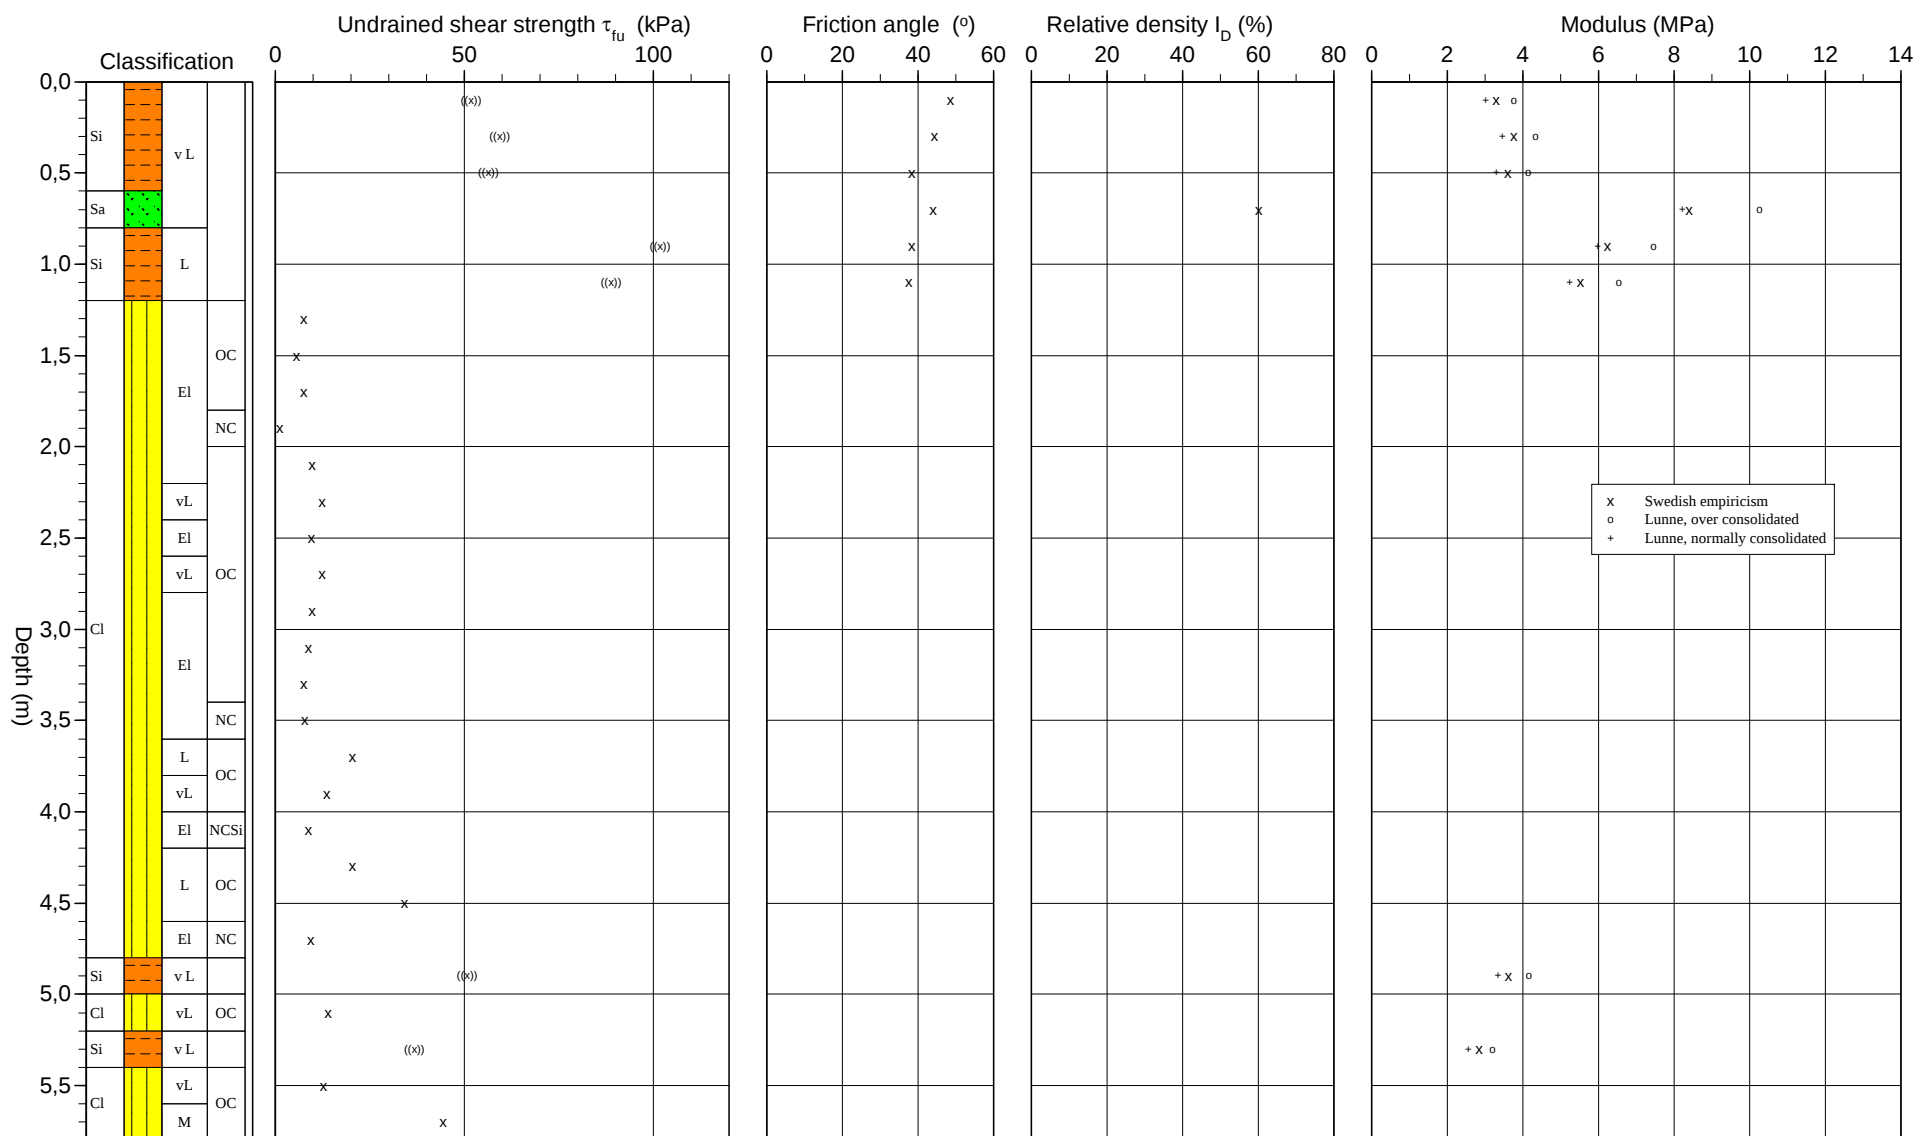 Undrained shear strength τfu (kPa)
Friction angle (o)
Relative density ID (%)
Modulus (MPa)
Classification
0 50 100
0 20 40 60
0 20 40 60 80
0 2 4 6 8 10 12 14
0,0
((x)) x + x o
Si ((x)) x + x o
v L
0,5 ((x)) x + x o
Sa x x +x o
((x)) x + x o
Si L
1,0
((x)) x + x o
x
1,5 OC x
El x
NC x
2,0
x
vL x
x Swedish empiricism
o Lunne, over consolidated
2,5 El x
+ Lunne, normally consolidated
vL OC x
x
3,0 Cl
x
El
x
3,5 NC x
L x
OC
vL x
4,0
El NCSi x
x
L OC
4,5 x
El NC x
Si v L ((x)) + x o
5,0
Cl vL OC x
Si v L ((x)) + x o
5,5 vL x
Cl OC
M x
Depth (m)